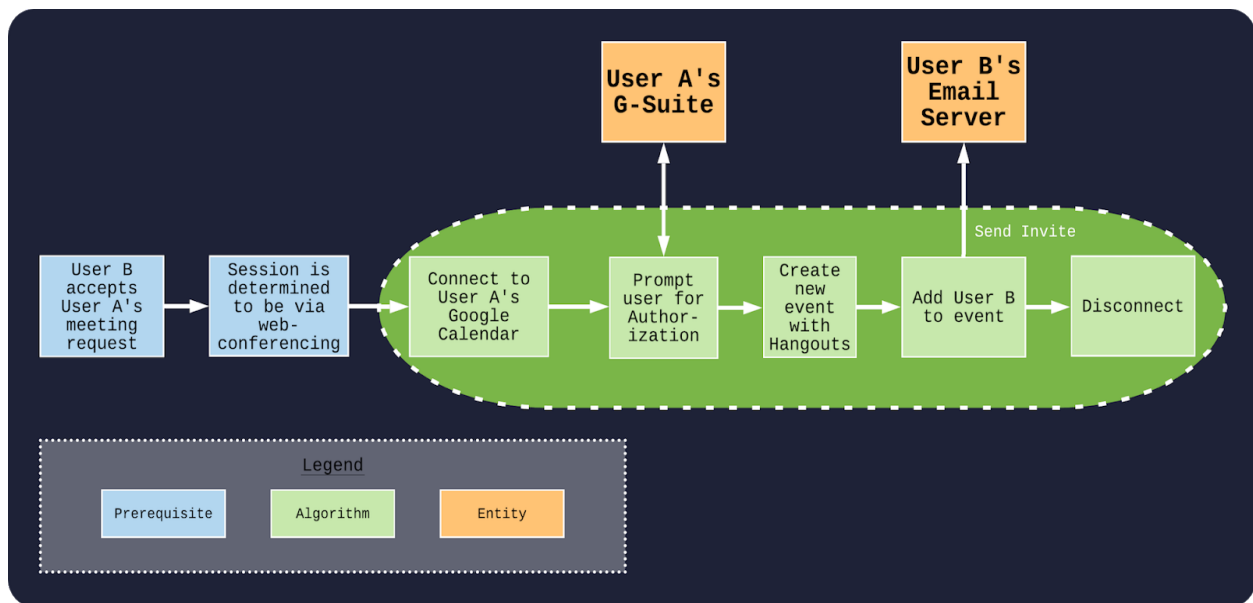 User A's
G-Suite
User B's
Email
Server
Send Invite
User B
accepts
User A's
meeting
request
Session is
determined
to be via
web-
conferencing
Connect to
User A's
Google
Calendar
Prompt
user for
Author-
ization
Create
new
event
with
Hangouts
Add User B
to event
Disconnect
Legend
Prerequisite
Algorithm
Entity